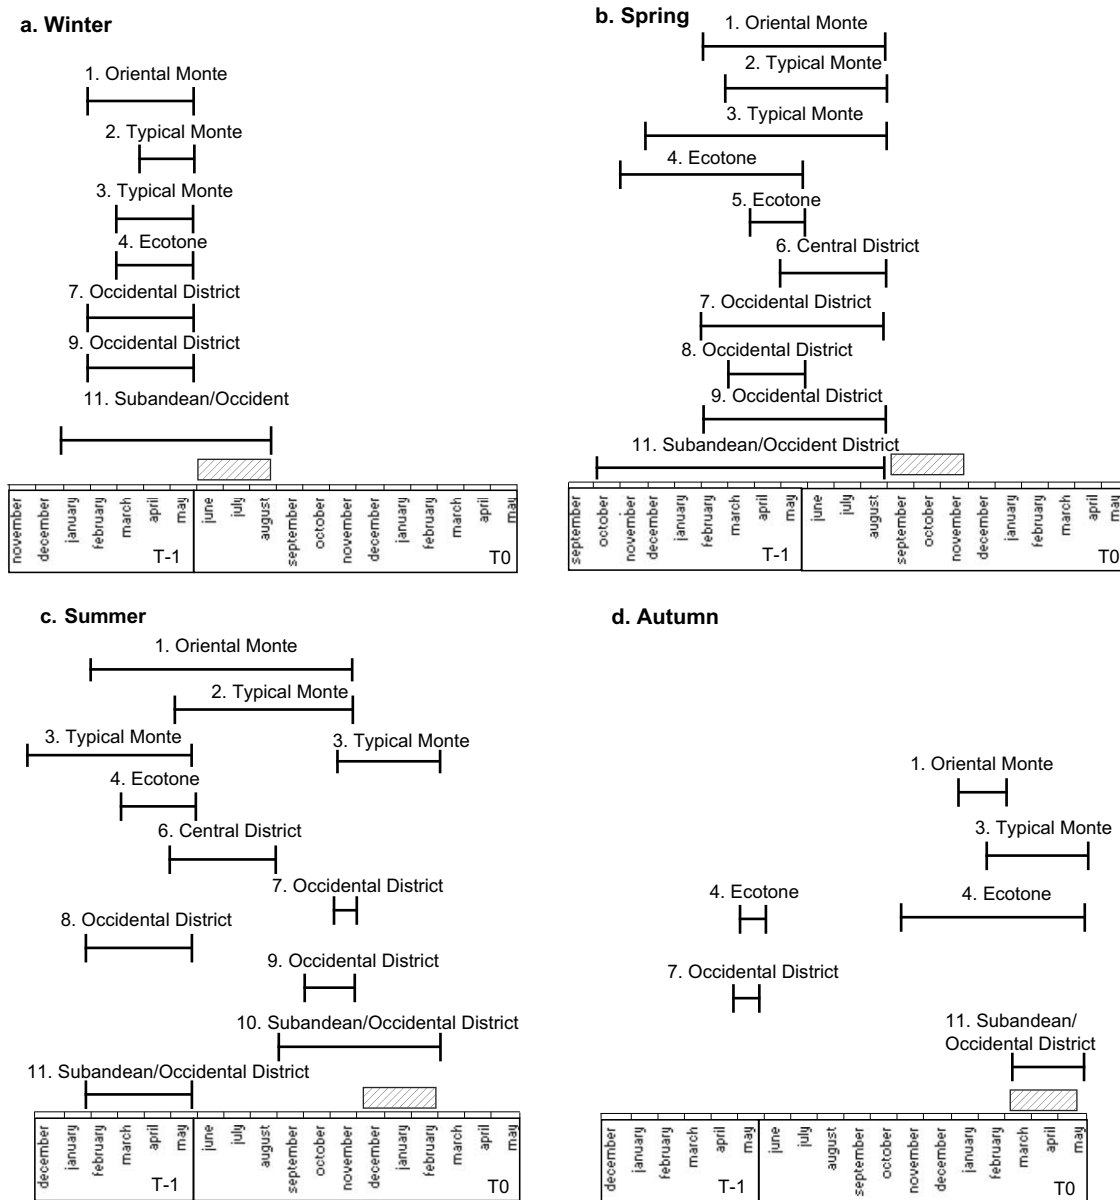 a. Winter
1. Oriental Monte
2. Typical Monte
3. Typical Monte
4. Ecotone
7. Occidental District
9. Occidental District
11. Subandean/Occident
november
december
january
february
march
april
may
june
july
august
september
october
november
december
january
february
march
april
may
T-1
T0
b. Spring
1. Oriental Monte
2. Typical Monte
3. Typical Monte
4. Ecotone
5. Ecotone
6. Central District
7. Occidental District
8. Occidental District
9. Occidental District
11. Subandean/Occident District
september
october
november
december
january
february
march
april
may
june
july
august
september
october
november
december
january
february
march
april
may
T-1
T0
c. Summer
1. Oriental Monte
2. Typical Monte
3. Typical Monte
3. Typical Monte
4. Ecotone
6. Central District
7. Occidental District
8. Occidental District
9. Occidental District
10. Subandean/Occidental District
11. Subandean/Occidental District
december
january
february
march
april
may
june
july
august
september
october
november
december
january
february
march
april
may
T-1
T0
d. Autumn
1. Oriental Monte
3. Typical Monte
4. Ecotone
4. Ecotone
7. Occidental District
11. Subandean/
Occidental District
december
january
february
march
april
may
june
july
august
september
october
november
december
january
february
march
april
may
T-1
T0